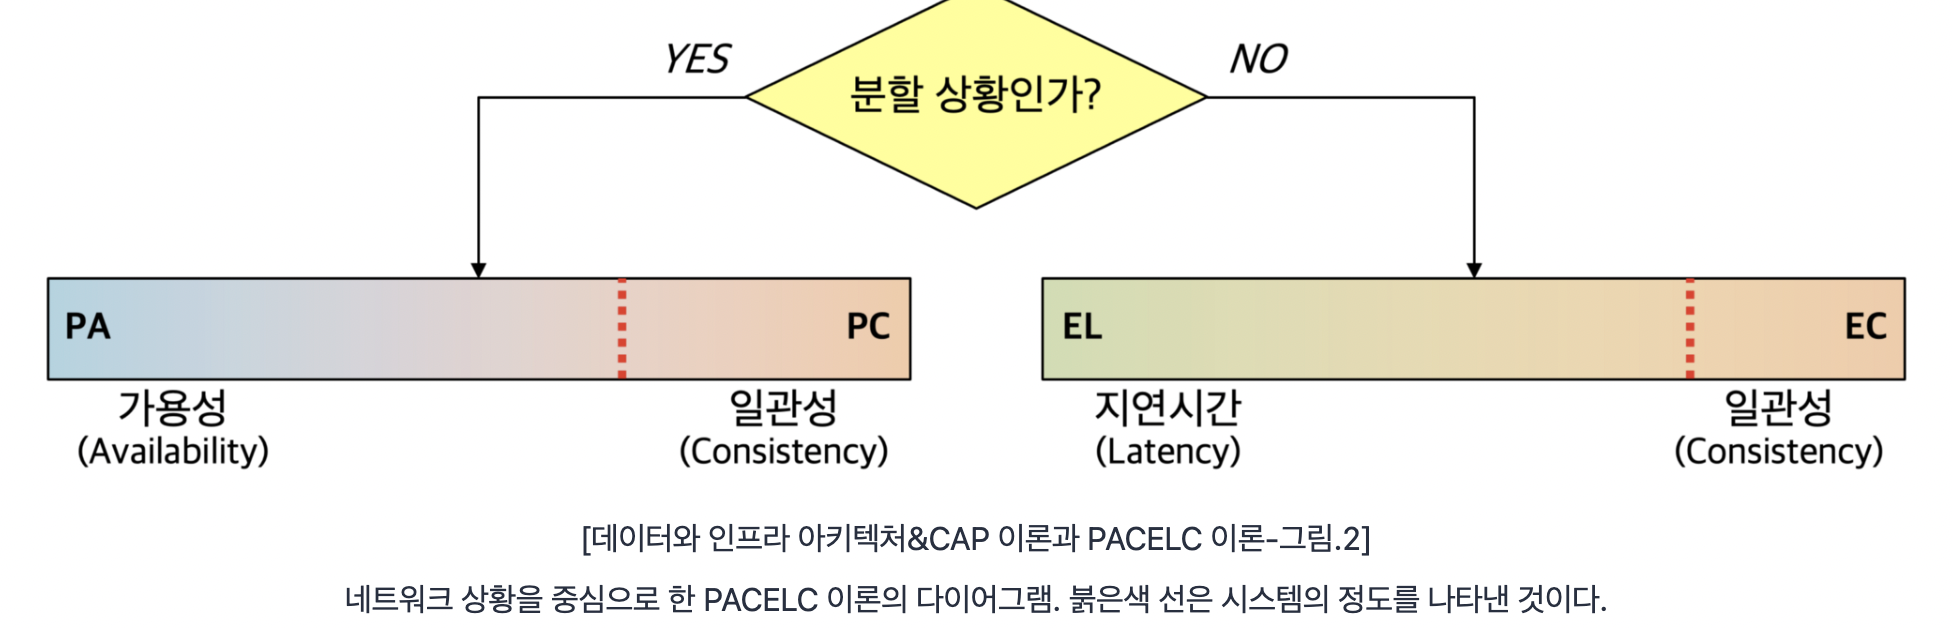 YES
분할 상황인가?
NO
PA
PC
EL
EC
가용성
(Availability)
일관성
(Consistency)
지연시간
(Latency)
일관성
(Consistency)
[데이터와 인프라 아키텍처&CAP 이론과 PACELC 이론-그림.2]
네트워크 상황을 중심으로 한 PACELC 이론의 다이어그램. 붉은색 선은 시스템의 정도를 나타낸 것이다.